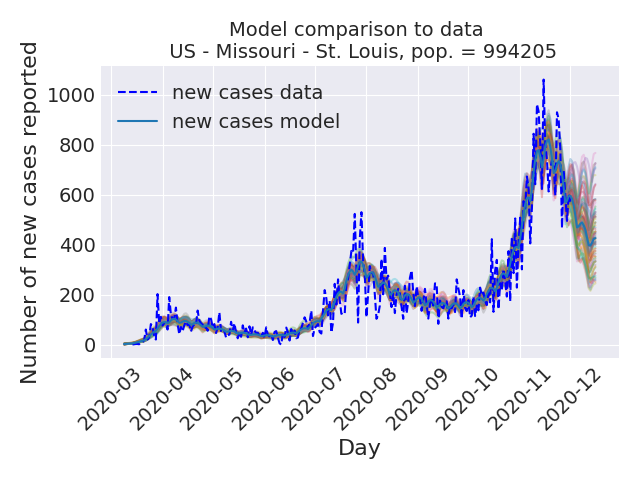 Model comparison to data
US - Missouri - St. Louis, pop. = 994205
new cases data
new cases model
Number of new cases reported
1000
800
600
400
200
0
2020-03
2020-04
2020-05
2020-06
2020-07
2020-08
2020-09
2020-10
2020-11
2020-12
Day